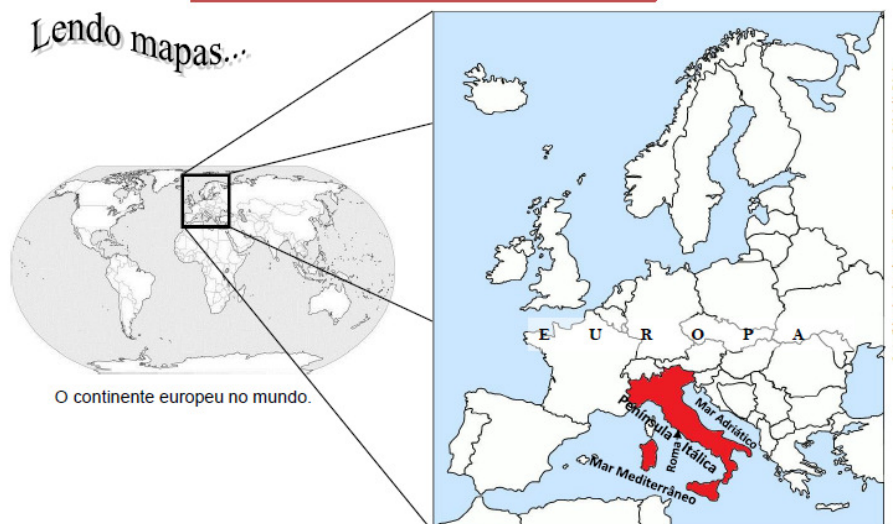 Lendo mapas...
O continente europeu no mundo.
E U R O P A
Península Itálica
Mar Adriático
Roma
Mar Mediterrâneo